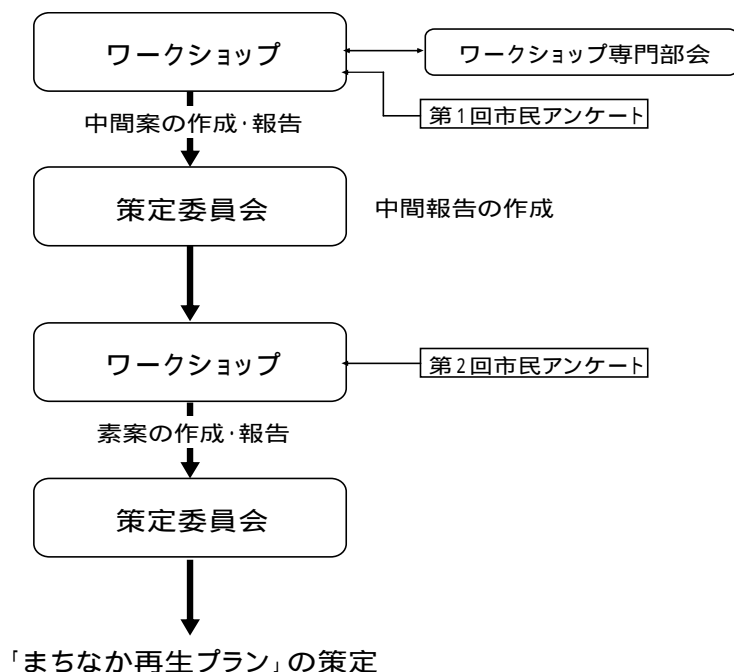 ワークショップ
ワークショップ専門部会
第1回市民アンケート
中間案の作成・報告
策定委員会
中間報告の作成
ワークショップ
第2回市民アンケート
素案の作成・報告
策定委員会
「まちなか再生プラン」の策定